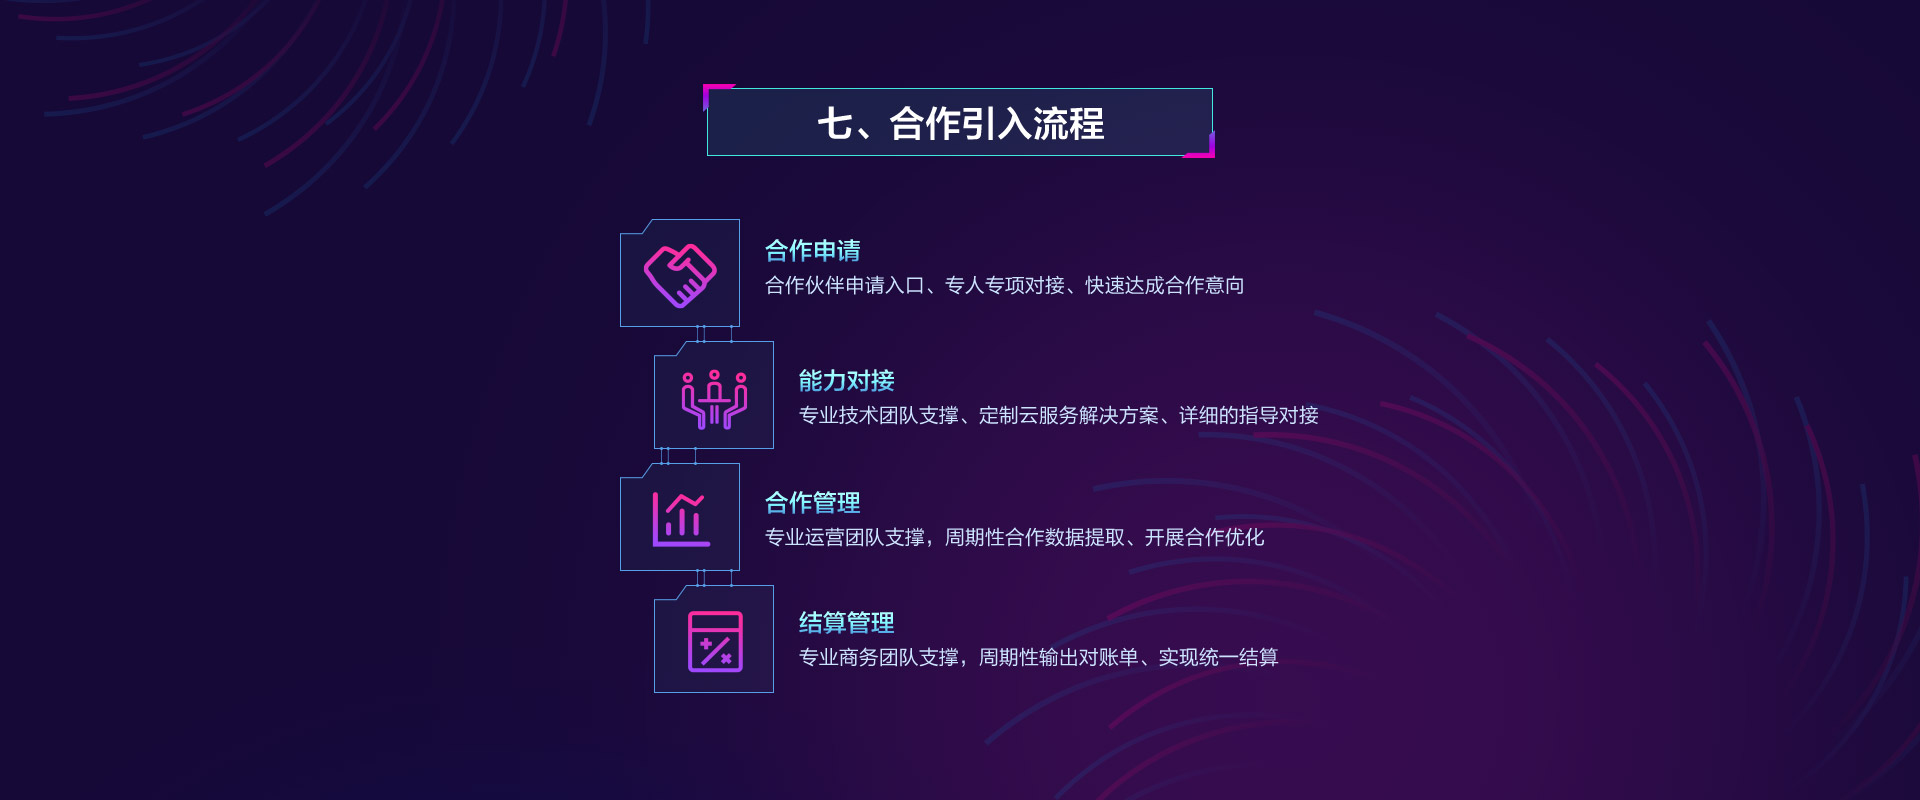 七、合作引入流程
合作申请
合作伙伴申请入口、专人专项对接、快速达成合作意向
能力对接
专业技术团队支撑、定制云服务解决方案、详细的指导对接
合作管理
专业运营团队支撑，周期性合作数据提取、开展合作优化
结算管理
专业商务团队支撑，周期性输出对账单、实现统一结算